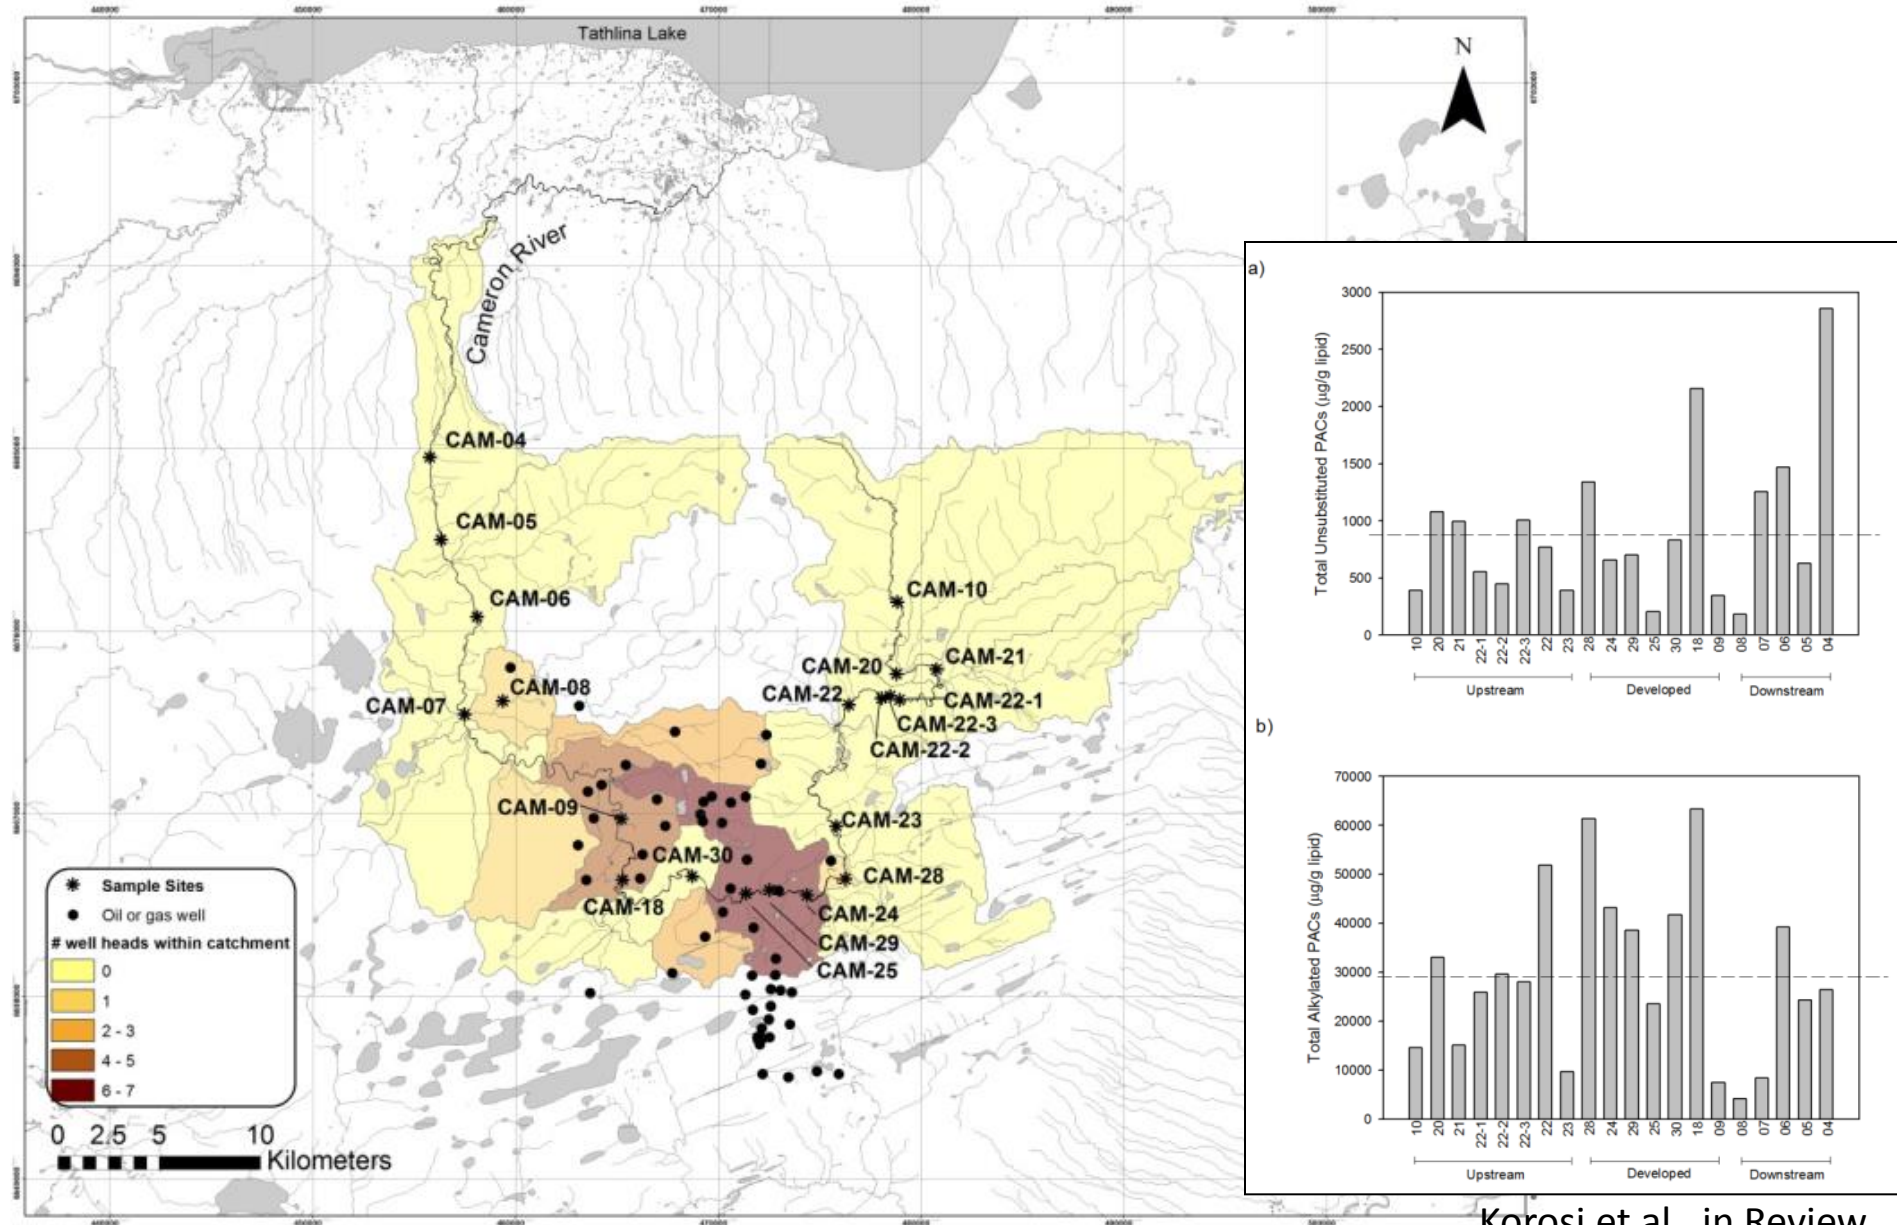 440000 450000 460000 470000 480000 490000 500000
Tathlina Lake
N
Cameron River
CAM-04
CAM-05
CAM-06
CAM-10
CAM-20
CAM-21
CAM-08
CAM-07
CAM-22
CAM-22-1
CAM-22-3
CAM-22-2
CAM-09
CAM-23
CAM-30
CAM-28
CAM-18
CAM-24
CAM-29
CAM-25
Sample Sites
Oil or gas well
# well heads within catchment
0
1
2 - 3
4 - 5
6 - 7
0 2.5 5 10
Kilometers
a)
Total Unsubstituted PACs (µg/g lipid)
3000
2500
2000
1500
1000
500
0
10 20 21 22-1 22-2 22-3 22 23 28 24 29 25 30 18 09 08 07 06 05 04
Upstream Developed Downstream
b)
Total Alkylated PACs (µg/g lipid)
70000
60000
50000
40000
30000
20000
10000
0
10 20 21 22-1 22-2 22-3 22 23 28 24 29 25 30 18 09 08 07 06 05 04
Upstream Developed Downstream
Korosi et al., in Review